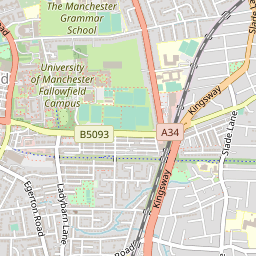 The Manchester
Grammar
School
Slade Lane
University
of Manchester
Fallowfield
Campus
Kingsway
B5093
A34
Slade Lane
Egerton Road
Ladybarn Lane
Kingsway
Road